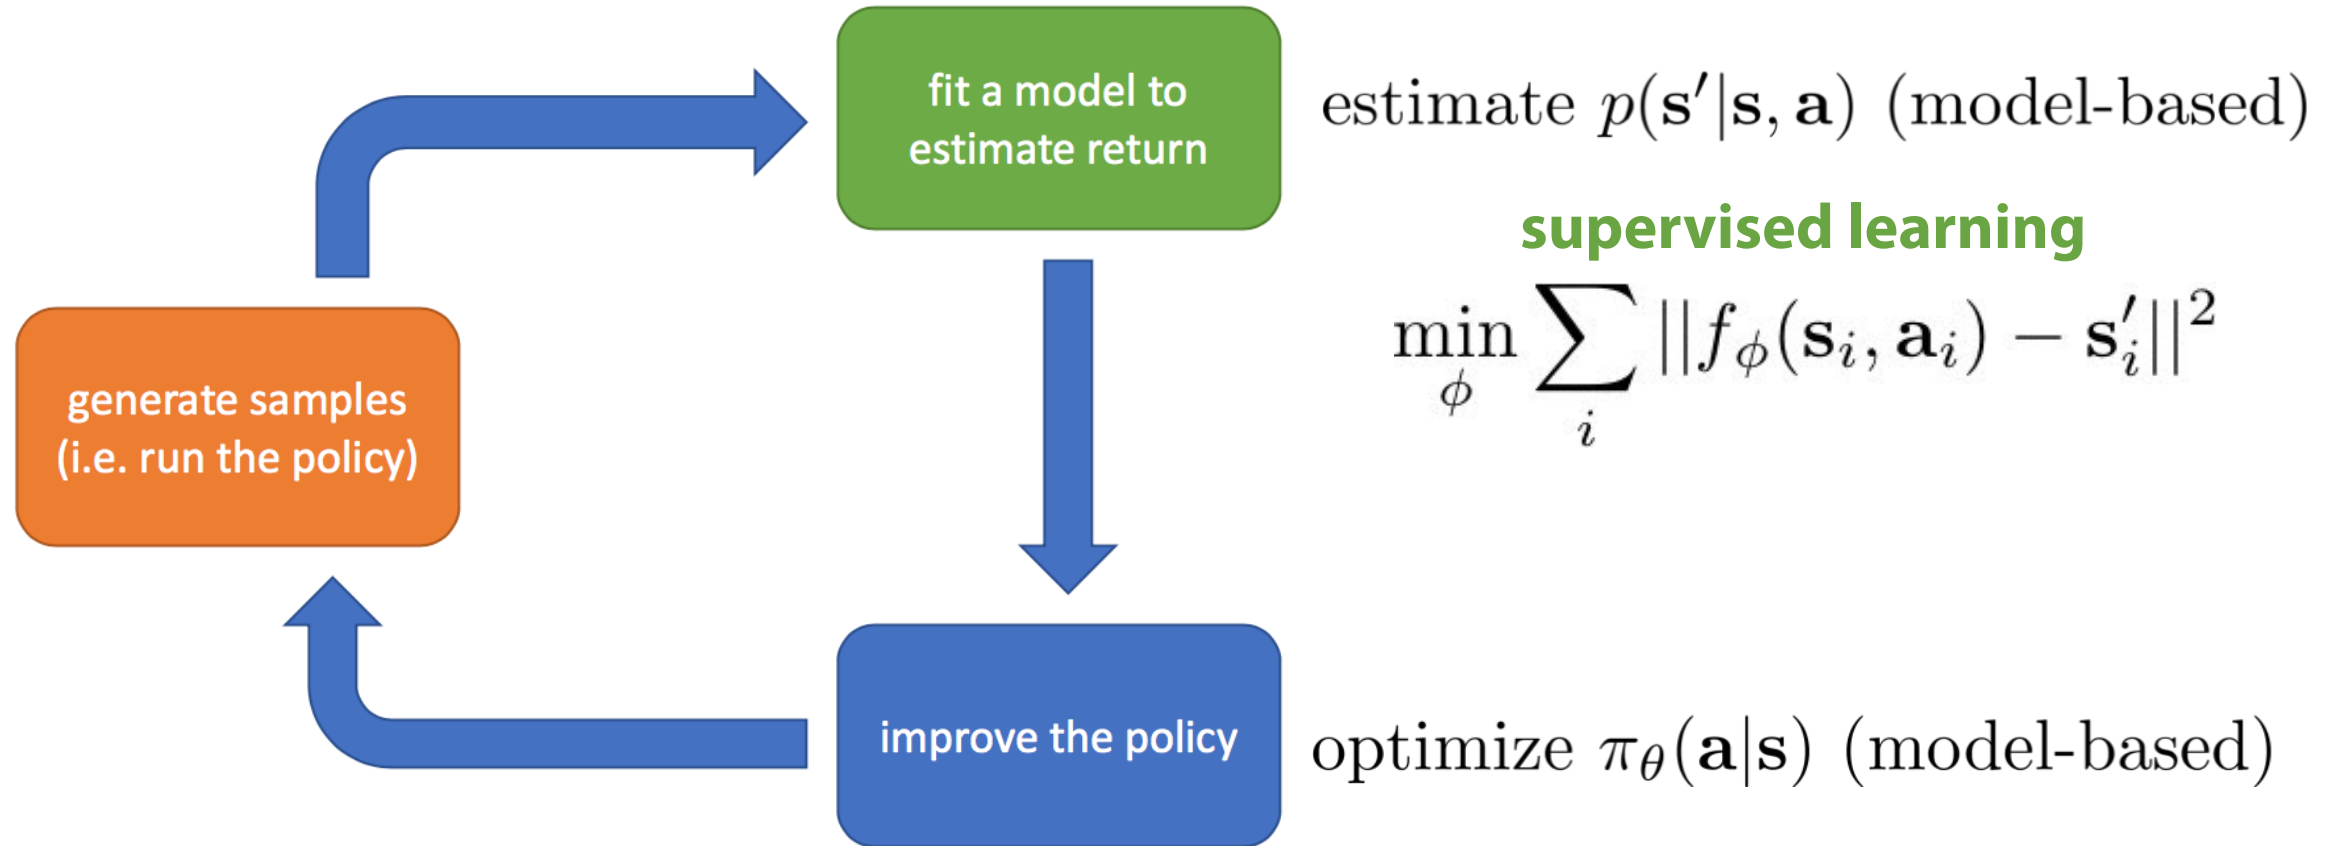 fit a model to
estimate return
estimate p(s′|s, a) (model-based)
supervised learning
min_ϕ ∑_i ||f_ϕ(s_i, a_i) − s′_i||²
generate samples
(i.e. run the policy)
improve the policy
optimize π_θ(a|s) (model-based)